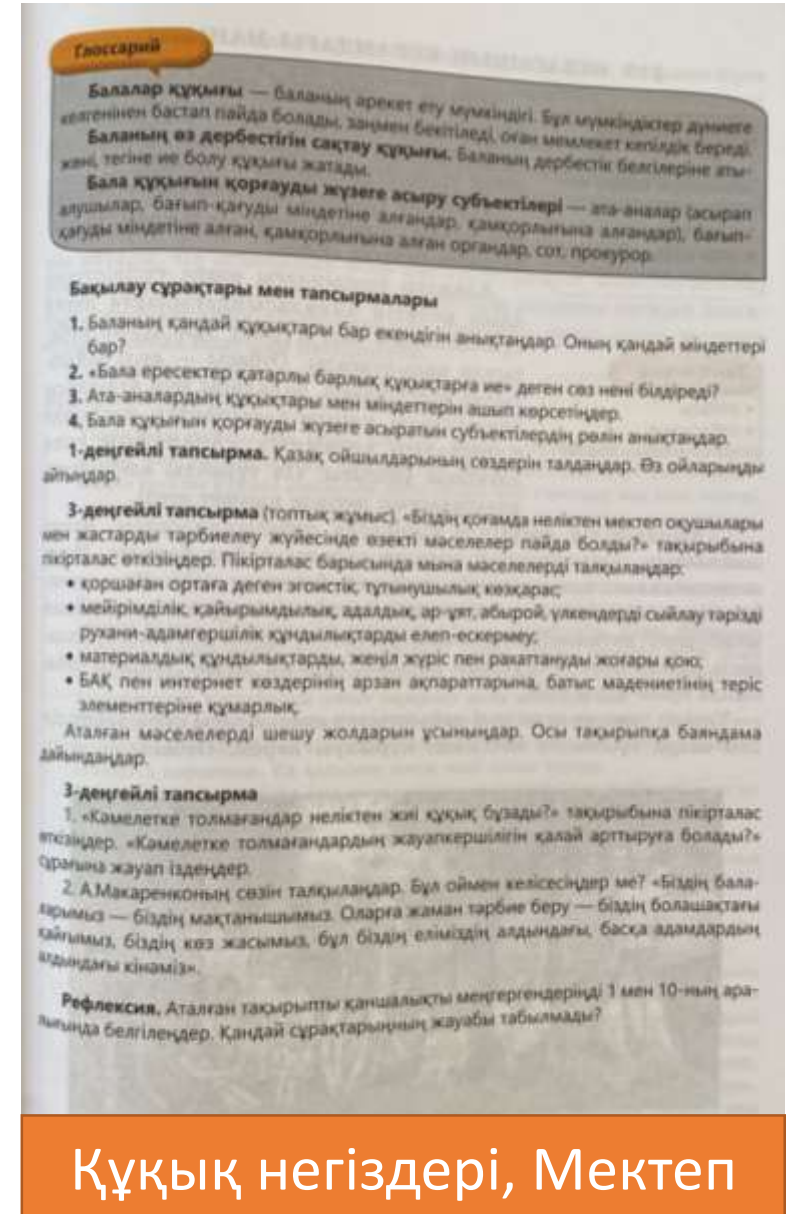 Глоссарий
Балалар құқығы — баланың әрекет ету мүмкіндігі. Бұл мүмкіндіктер дүниеге
келгенінен бастап пайда болады, заңмен бекітіледі, оған мемлекет кепілдік береді.
Баланың өз дербестігін сақтау құқығы. Баланың дербестік белгілеріне аты-
жөні, тегіне ие болу құқығы жатады.
Бала құқығын қорғауды жүзеге асыру субъектілері — ата-аналар (асырап
алушылар, бағып-қағуды міндетіне алғандар, қамқорлығына алғандар), бағып-
қағуды міндетіне алған, қамқорлығына алған органдар, сот, прокурор.
Бақылау сұрақтары мен тапсырмалары
1. Баланың қандай құқықтары бар екендігін анықтаңдар. Оның қандай міндеттері
бар?
2. «Бала ересектер қатарлы барлық құқықтарға ие» деген сөз нені білдіреді?
3. Ата-аналардың құқықтары мен міндеттерін ашып көрсетіңдер.
4. Бала құқығын қорғауды жүзеге асыратын субъектілердің рөлін анықтаңдар.
1-деңгейлі тапсырма. Қазақ ойшылдарының сөздерін талдаңдар. Өз ойларыңды
айтыңдар.
3-деңгейлі тапсырма (топтық жұмыс). «Біздің қоғамда неліктен мектеп оқушылары
мен жастарды тәрбиелеу жүйесінде өзекті мәселелер пайда болды?» тақырыбына
пікірталас өткізіңдер. Пікірталас барысында мына мәселелерді талқылаңдар:
• қоршаған ортаға деген эгоистік, тұтынушылық көзқарас;
• мейірімділік, қайырымдылық, адалдық, ар-ұят, абырой, үлкендерді сыйлау тәрізді
рухани-адамгершілік құндылықтарды елеп-ескермеу;
• материалдық құндылықтарды, жеңіл жүріс пен рахаттануды жоғары қою;
• БАҚ пен интернет көздерінің арзан ақпараттарына, батыс мәдениетінің теріс
элементтеріне құмарлық.
Аталған мәселелерді шешу жолдарын ұсыныңдар. Осы тақырыпқа баяндама
дайындаңдар.
3-деңгейлі тапсырма
1. «Кәмелетке толмағандар неліктен жиі құқық бұзады?» тақырыбына пікірталас
өткізіңдер. «Кәмелетке толмағандардың жауапкершілігін қалай арттыруға болады?»
сұрағына жауап іздеңдер.
2. А.Макаренконың сөзін талқылаңдар. Бұл оймен келісесіңдер ме? «Біздің бала-
ларымыз — біздің мақтанышымыз. Оларға жаман тәрбие беру — біздің болашақтағы
қайғымыз, біздің көз жасымыз, бұл біздің еліміздің алдындағы, басқа адамдардың
алдындағы кінәміз».
Рефлексия. Аталған тақырыпты қаншалықты меңгергендеріңді 1 мен 10-ның ара-
лығында белгілеңдер. Қандай сұрақтарыңның жауабы табылмады?
Құқық негіздері, Мектеп